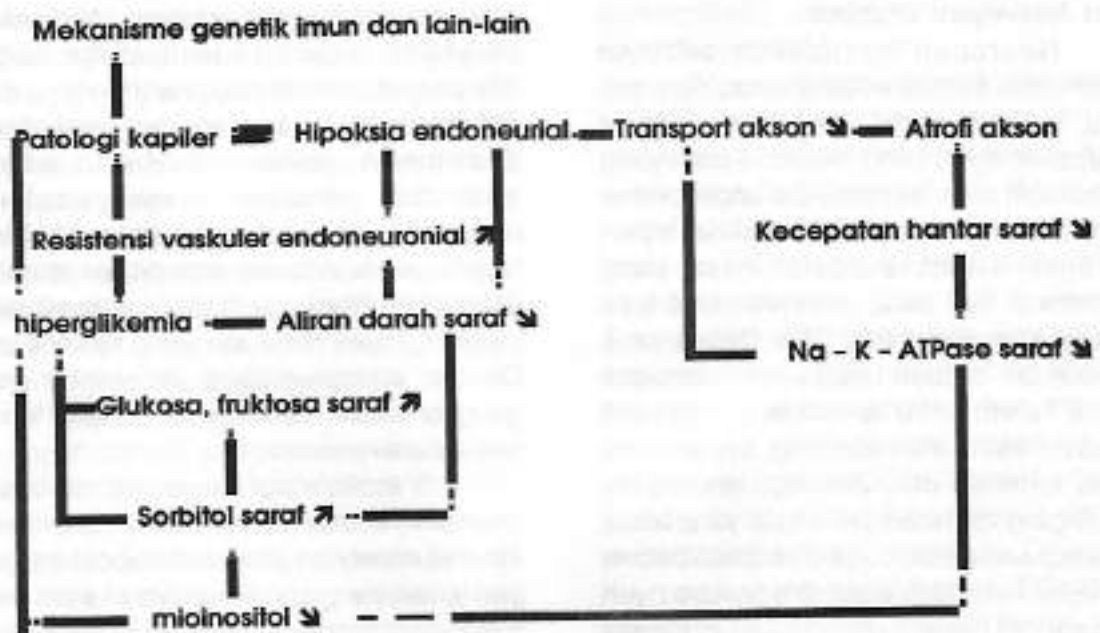 Mekanisme genetik imun dan lain-lain
Patologi kapiler Hipoksia endoneurial Transport akson ↘ Atrofi akson
Resistensi vaskuler endoneuronial ↗ Kecepatan hantar saraf ↘
hiperglikemia Aliran darah saraf ↘ Na - K - ATPase saraf ↘
Glukosa, fruktosa saraf ↗
Sorbitol saraf ↗
mioinositol ↘